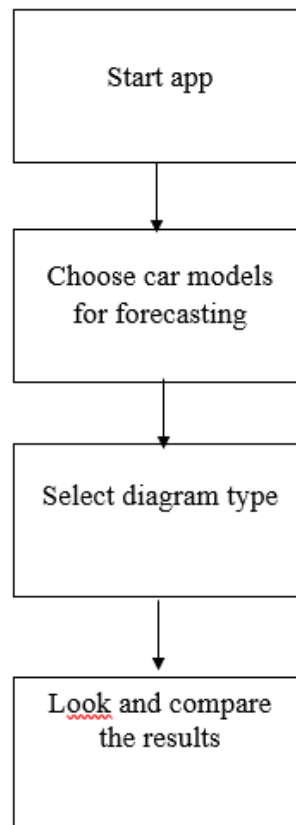 Start app
Choose car models
for forecasting
Select diagram type
Look and compare
the results